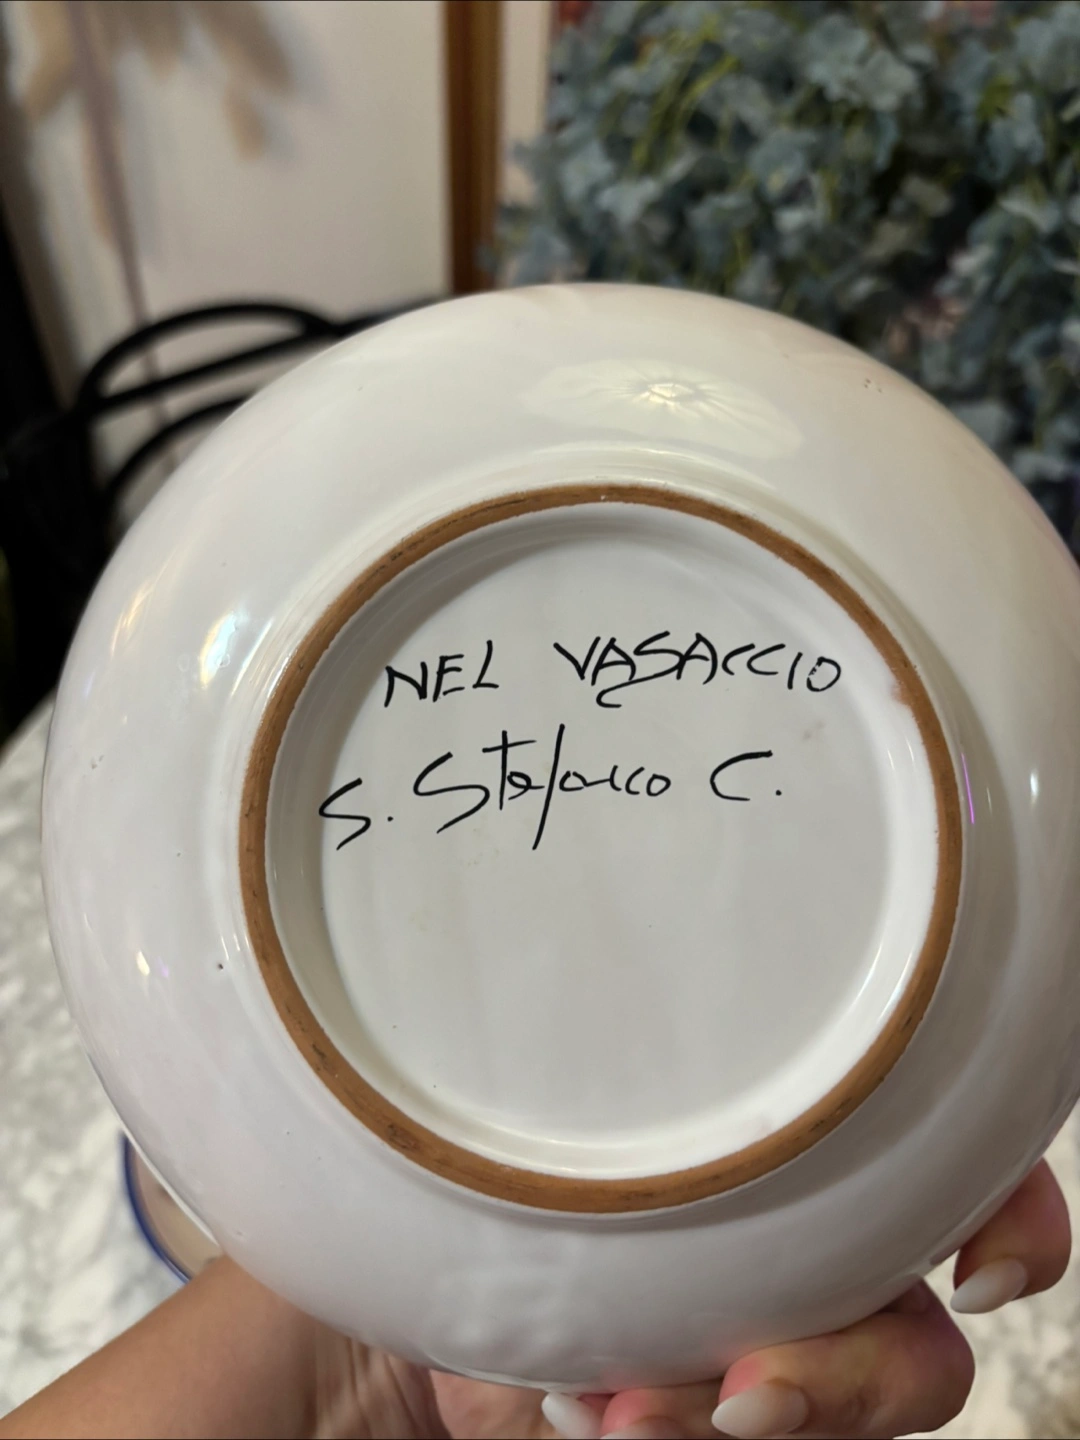 NEL VASACCIO
S. Stefano C.